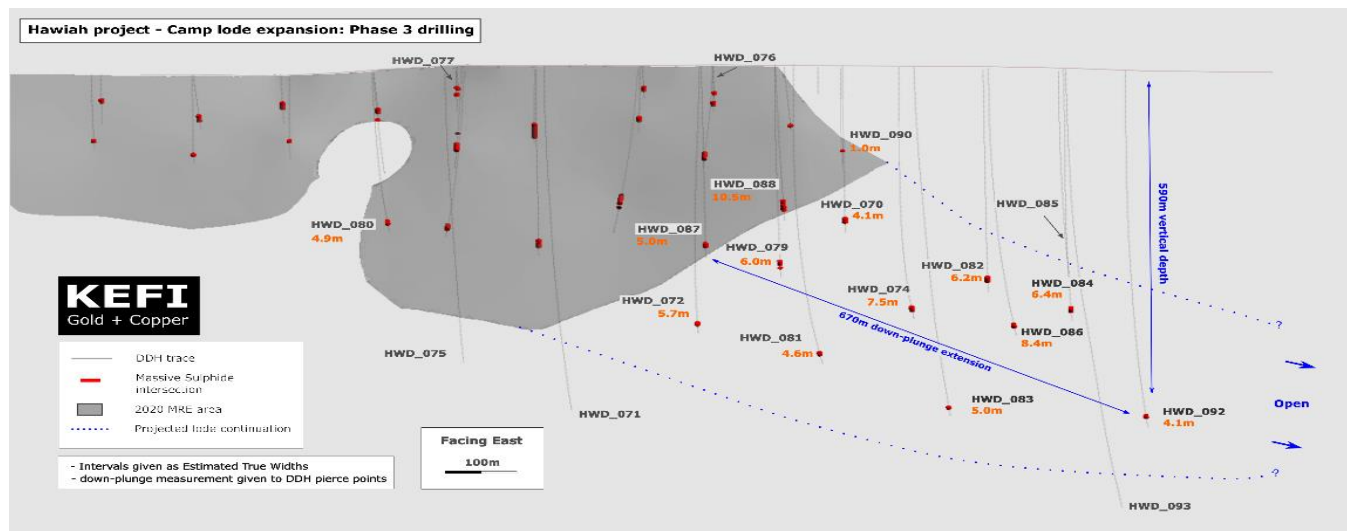 Hawiah project - Camp lode expansion: Phase 3 drilling
HWD_077
HWD_076
HWD_090
1.0m
HWD_088
10.5m
HWD_070
4.1m
HWD_085
590m vertical depth
HWD_080
4.9m
HWD_087
5.0m
HWD_079
6.0m
HWD_082
6.2m
HWD_084
6.4m
HWD_072
5.7m
HWD_074
7.5m
HWD_086
8.4m
HWD_081
4.6m
670m down-plunge extension
HWD_075
HWD_071
HWD_083
5.0m
HWD_092
4.1m
HWD_093
?
Open
?
KEFI
Gold + Copper
DDH trace
Massive Sulphide
intersection
2020 MRE area
Projected lode continuation
- Intervals given as Estimated True Widths
- down-plunge measurement given to DDH pierce points
Facing East
100m